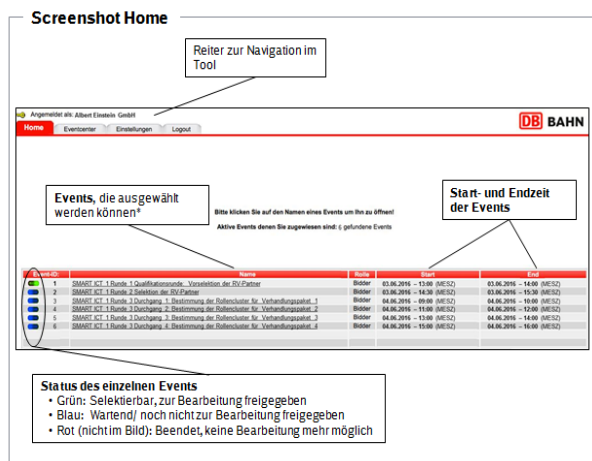 Screenshot Home
Reiter zur Navigation im
Tool
Angemeldet als: Albert Einstein GmbH
Home Eventcenter Einstellungen Logout
DB BAHN
Events, die ausgewählt
werden können*
Start- und Endzeit
der Events
Bitte klicken Sie auf den Namen eines Events um Ihn zu öffnen!
Aktive Events denen Sie zugewiesen sind: 6 gefundene Events
Event-ID: Name Rolle Start End
1 SMART ICT_1 Runde 1 Qualifikationsrunde: Vorselektion der RV-Partner Bidder 03.06.2016 – 13:00 (MESZ) 03.06.2016 – 14:00 (MESZ)
2 SMART ICT_1 Runde 2 Selektion der RV-Partner Bidder 03.06.2016 – 14:30 (MESZ) 03.06.2016 – 15:30 (MESZ)
3 SMART ICT_1 Runde 3 Durchgang_1: Bestimmung der Rollencluster für Verhandlungspaket_1 Bidder 04.06.2016 – 09:00 (MESZ) 04.06.2016 – 10:00 (MESZ)
4 SMART ICT_1 Runde 3 Durchgang_2: Bestimmung der Rollencluster für Verhandlungspaket_2 Bidder 04.06.2016 – 11:00 (MESZ) 04.06.2016 – 12:00 (MESZ)
5 SMART ICT_1 Runde 3 Durchgang_3: Bestimmung der Rollencluster für Verhandlungspaket_3 Bidder 04.06.2016 – 13:00 (MESZ) 04.06.2016 – 14:00 (MESZ)
6 SMART ICT_1 Runde 3 Durchgang_4: Bestimmung der Rollencluster für Verhandlungspaket_4 Bidder 04.06.2016 – 15:00 (MESZ) 04.06.2016 – 16:00 (MESZ)
Status des einzelnen Events
• Grün: Selektierbar, zur Bearbeitung freigegeben
• Blau: Wartend/ noch nicht zur Bearbeitung freigegeben
• Rot (nicht im Bild): Beendet, keine Bearbeitung mehr möglich